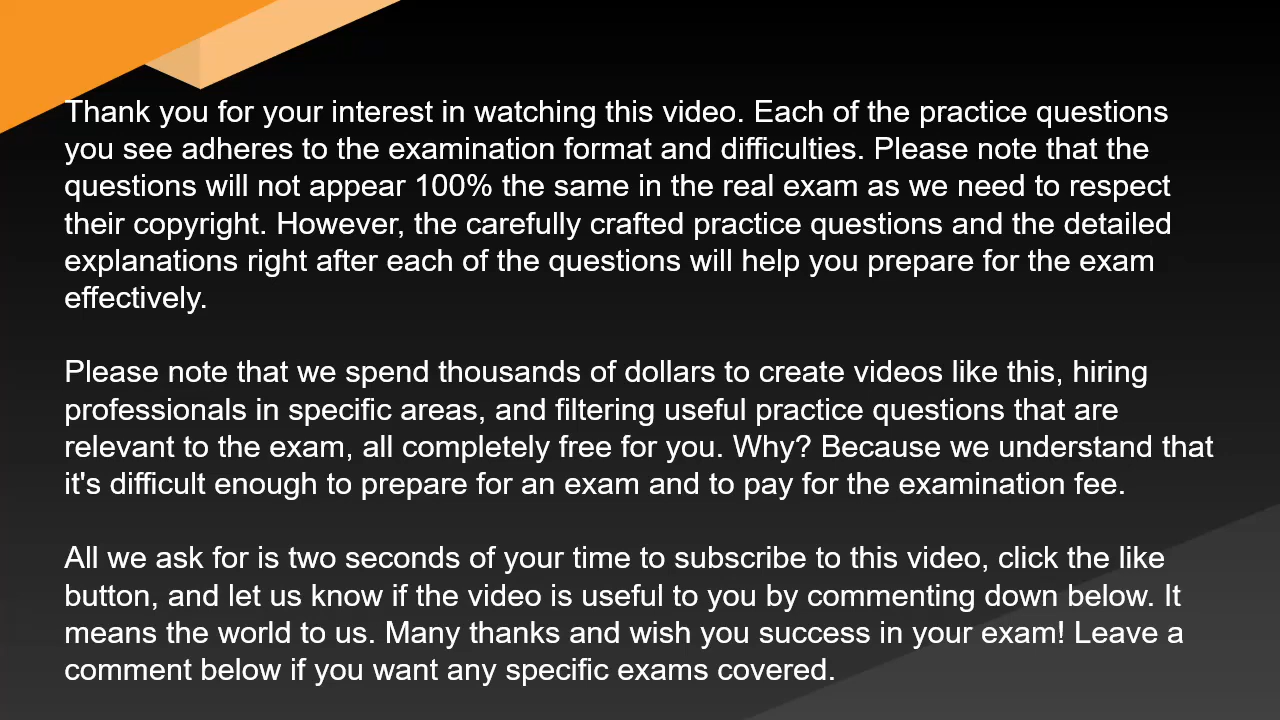 Thank you for your interest in watching this video. Each of the practice questions
you see adheres to the examination format and difficulties. Please note that the
questions will not appear 100% the same in the real exam as we need to respect
their copyright. However, the carefully crafted practice questions and the detailed
explanations right after each of the questions will help you prepare for the exam
effectively.
Please note that we spend thousands of dollars to create videos like this, hiring
professionals in specific areas, and filtering useful practice questions that are
relevant to the exam, all completely free for you. Why? Because we understand that
it's difficult enough to prepare for an exam and to pay for the examination fee.
All we ask for is two seconds of your time to subscribe to this video, click the like
button, and let us know if the video is useful to you by commenting down below. It
means the world to us. Many thanks and wish you success in your exam! Leave a
comment below if you want any specific exams covered.